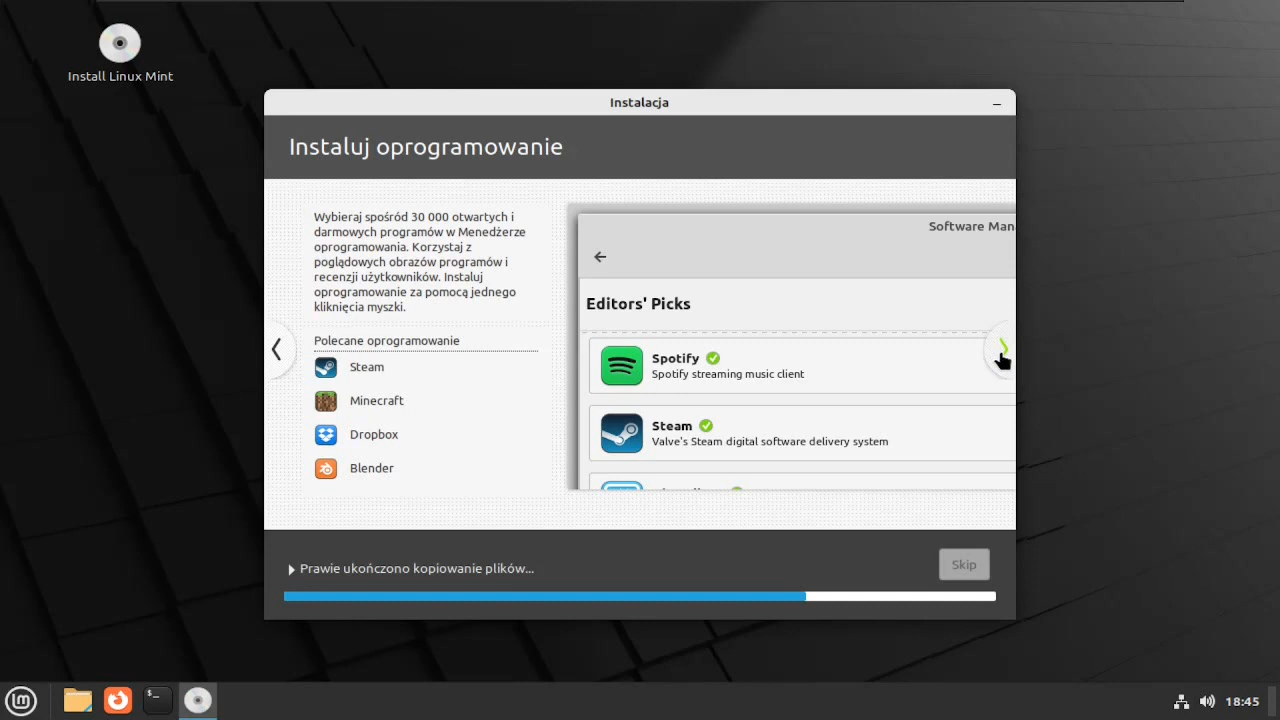 Install Linux Mint
Instalacja
Instaluj oprogramowanie
Wybieraj spośród 30 000 otwartych i
darmowych programów w Menedżerze
oprogramowania. Korzystaj z
poglądowych obrazów programów i
recenzji użytkowników. Instaluj
oprogramowanie za pomocą jednego
kliknięcia myszki.
Polecane oprogramowanie
Steam
Minecraft
Dropbox
Blender
Software Man
Editors' Picks
Spotify
Spotify streaming music client
Steam
Valve's Steam digital software delivery system
Prawie ukończono kopiowanie plików...
Skip
18:45